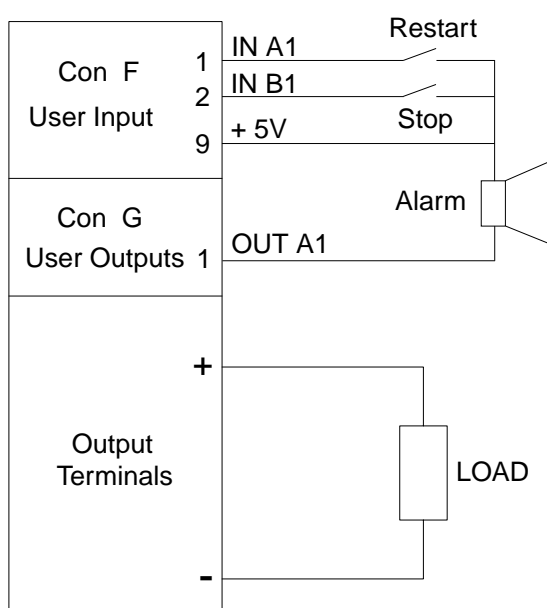 Restart
IN A1
Con F
1
IN B1
2
User Input
Stop
+ 5V
9
Alarm
Con G
OUT A1
User Outputs 1
+
Output
Terminals
LOAD
-